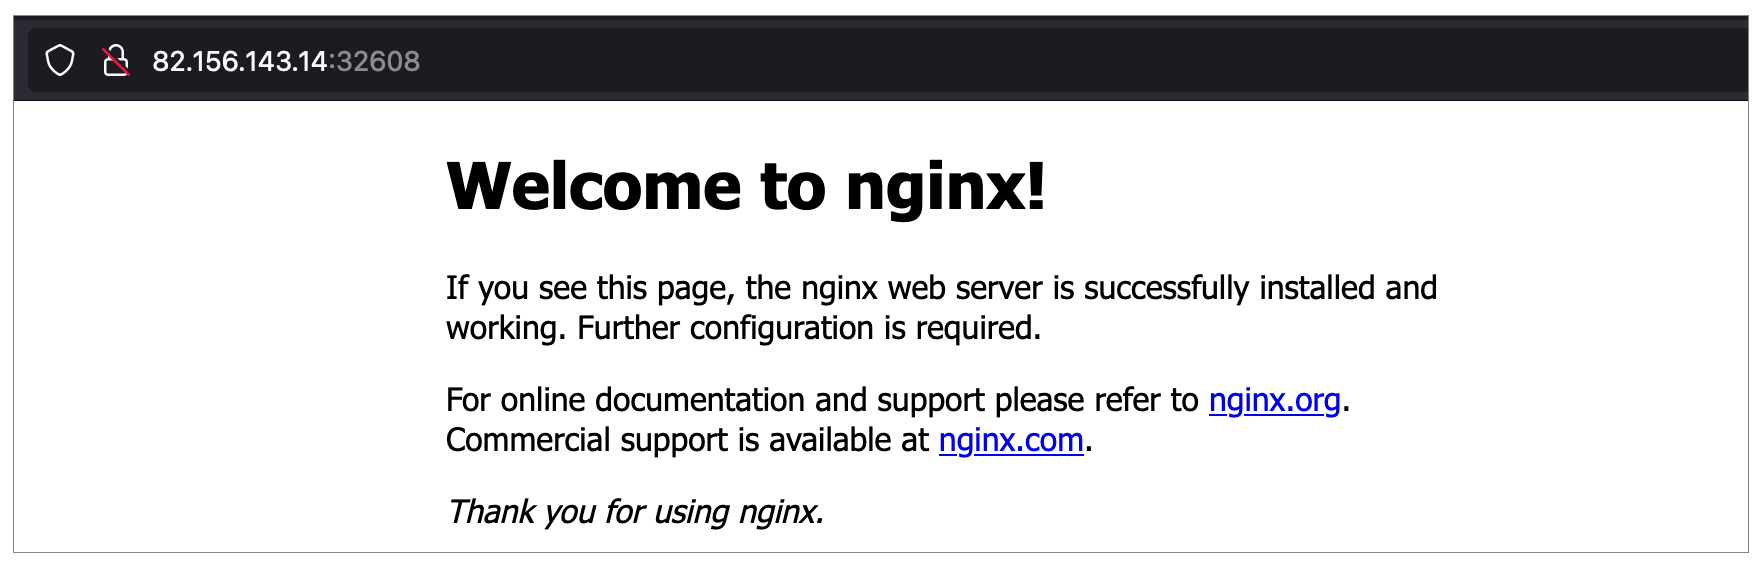 82.156.143.14:32608
Welcome to nginx!
If you see this page, the nginx web server is successfully installed and
working. Further configuration is required.
For online documentation and support please refer to nginx.org.
Commercial support is available at nginx.com.
Thank you for using nginx.